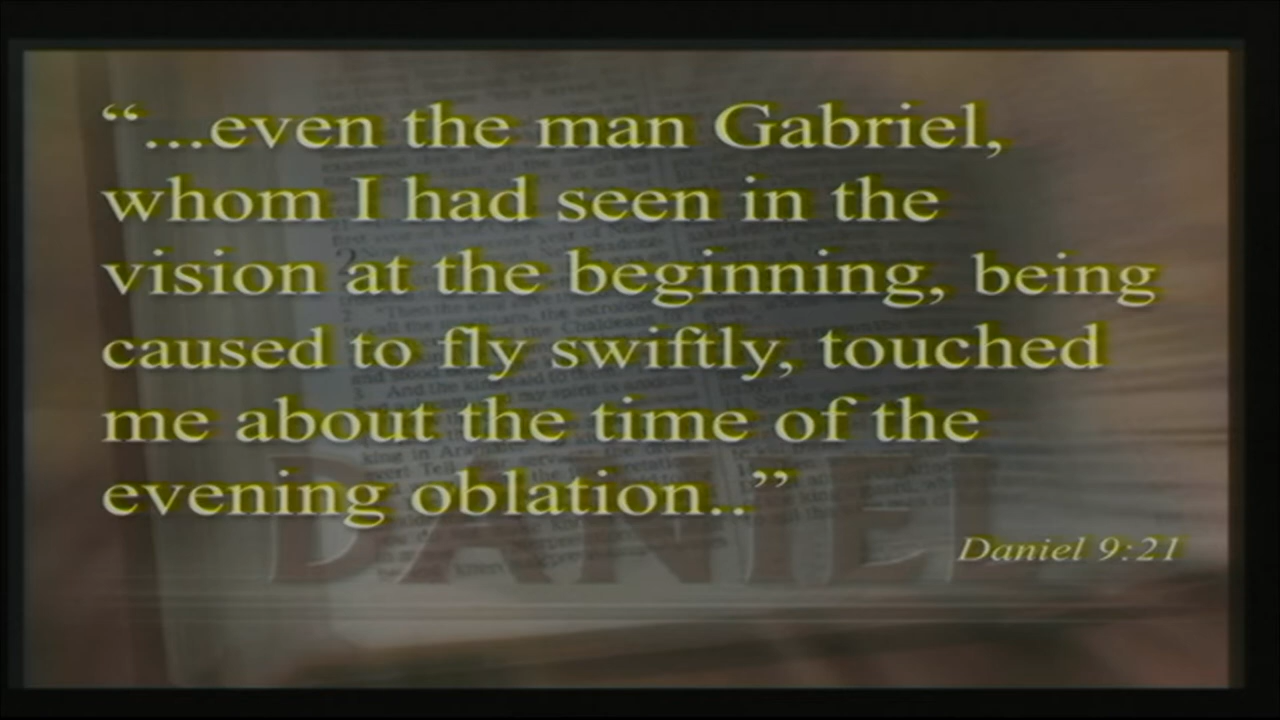 “...even the man Gabriel,
whom I had seen in the
vision at the beginning, being
caused to fly swiftly, touched
me about the time of the
evening oblation..”
Daniel 9:21
DANIEL